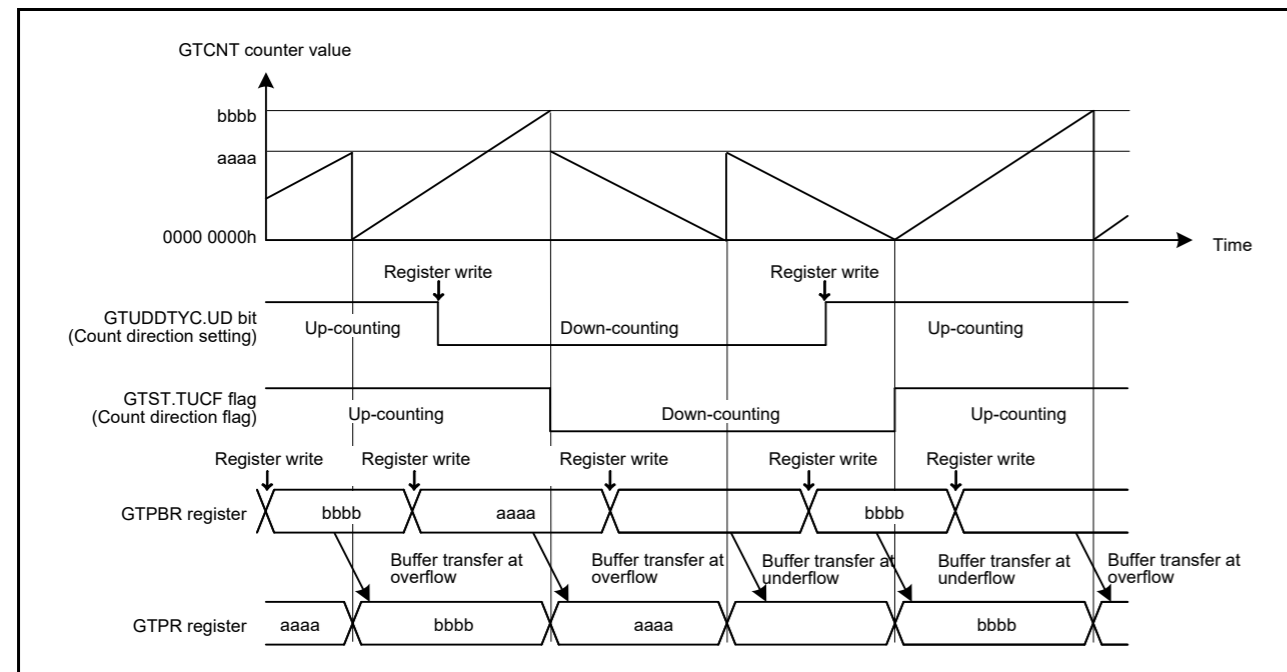 GTCNT counter value
bbbb
aaaa
0000 0000h
Time
Register write
Register write
GTUDDTYC.UD bit
(Count direction setting)
Up-counting
Down-counting
Up-counting
GTST.TUCF flag
(Count direction flag)
Up-counting
Down-counting
Up-counting
Register write
Register write
Register write
Register write
Register write
GTPBR register
bbbb
aaaa
bbbb
Buffer transfer at
overflow
Buffer transfer at
overflow
Buffer transfer at
underflow
Buffer transfer at
underflow
Buffer transfer at
overflow
GTPR register
aaaa
bbbb
aaaa
bbbb